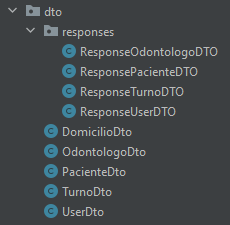 dto
responses
ResponseOdontologoDTO
ResponsePacienteDTO
ResponseTurnoDTO
ResponseUserDTO
DomicilioDto
OdontologoDto
PacienteDto
TurnoDto
UserDto